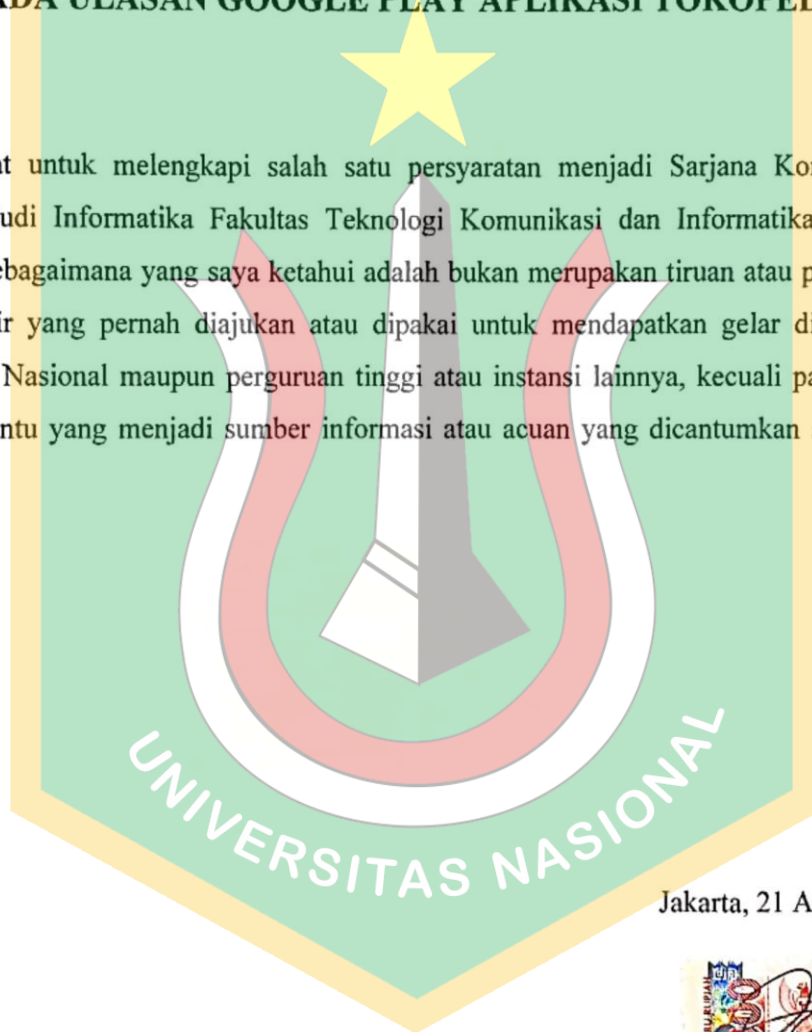 ADA ULASAN GOOGLE PLAY APLIKASI TOKOPED
at untuk melengkapi salah satu persyaratan menjadi Sarjana Ko
udi Informatika Fakultas Teknologi Komunikasi dan Informatika
ebagaimana yang saya ketahui adalah bukan merupakan tiruan atau p
ir yang pernah diajukan atau dipakai untuk mendapatkan gelar di
Nasional maupun perguruan tinggi atau instansi lainnya, kecuali pa
ntu yang menjadi sumber informasi atau acuan yang dicantumkan
UNIVERSITAS NASIONAL
Jakarta, 21 A